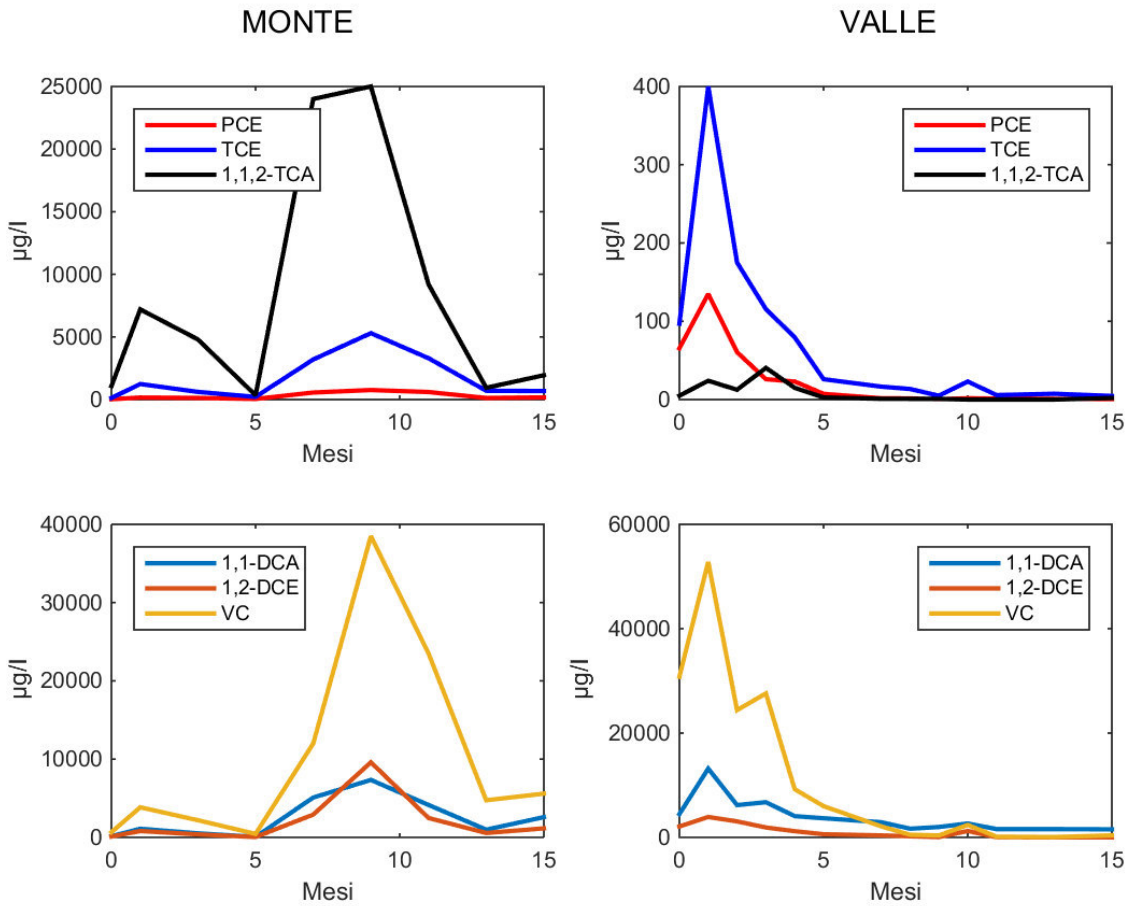 MONTE
VALLE
25000
20000
15000
10000
5000
0
µg/l
PCE
TCE
1,1,2-TCA
0
5
10
15
Mesi
400
300
200
100
0
µg/l
PCE
TCE
1,1,2-TCA
0
5
10
15
Mesi
40000
30000
20000
10000
0
µg/l
1,1-DCA
1,2-DCE
VC
0
5
10
15
Mesi
60000
40000
20000
0
µg/l
1,1-DCA
1,2-DCE
VC
0
5
10
15
Mesi